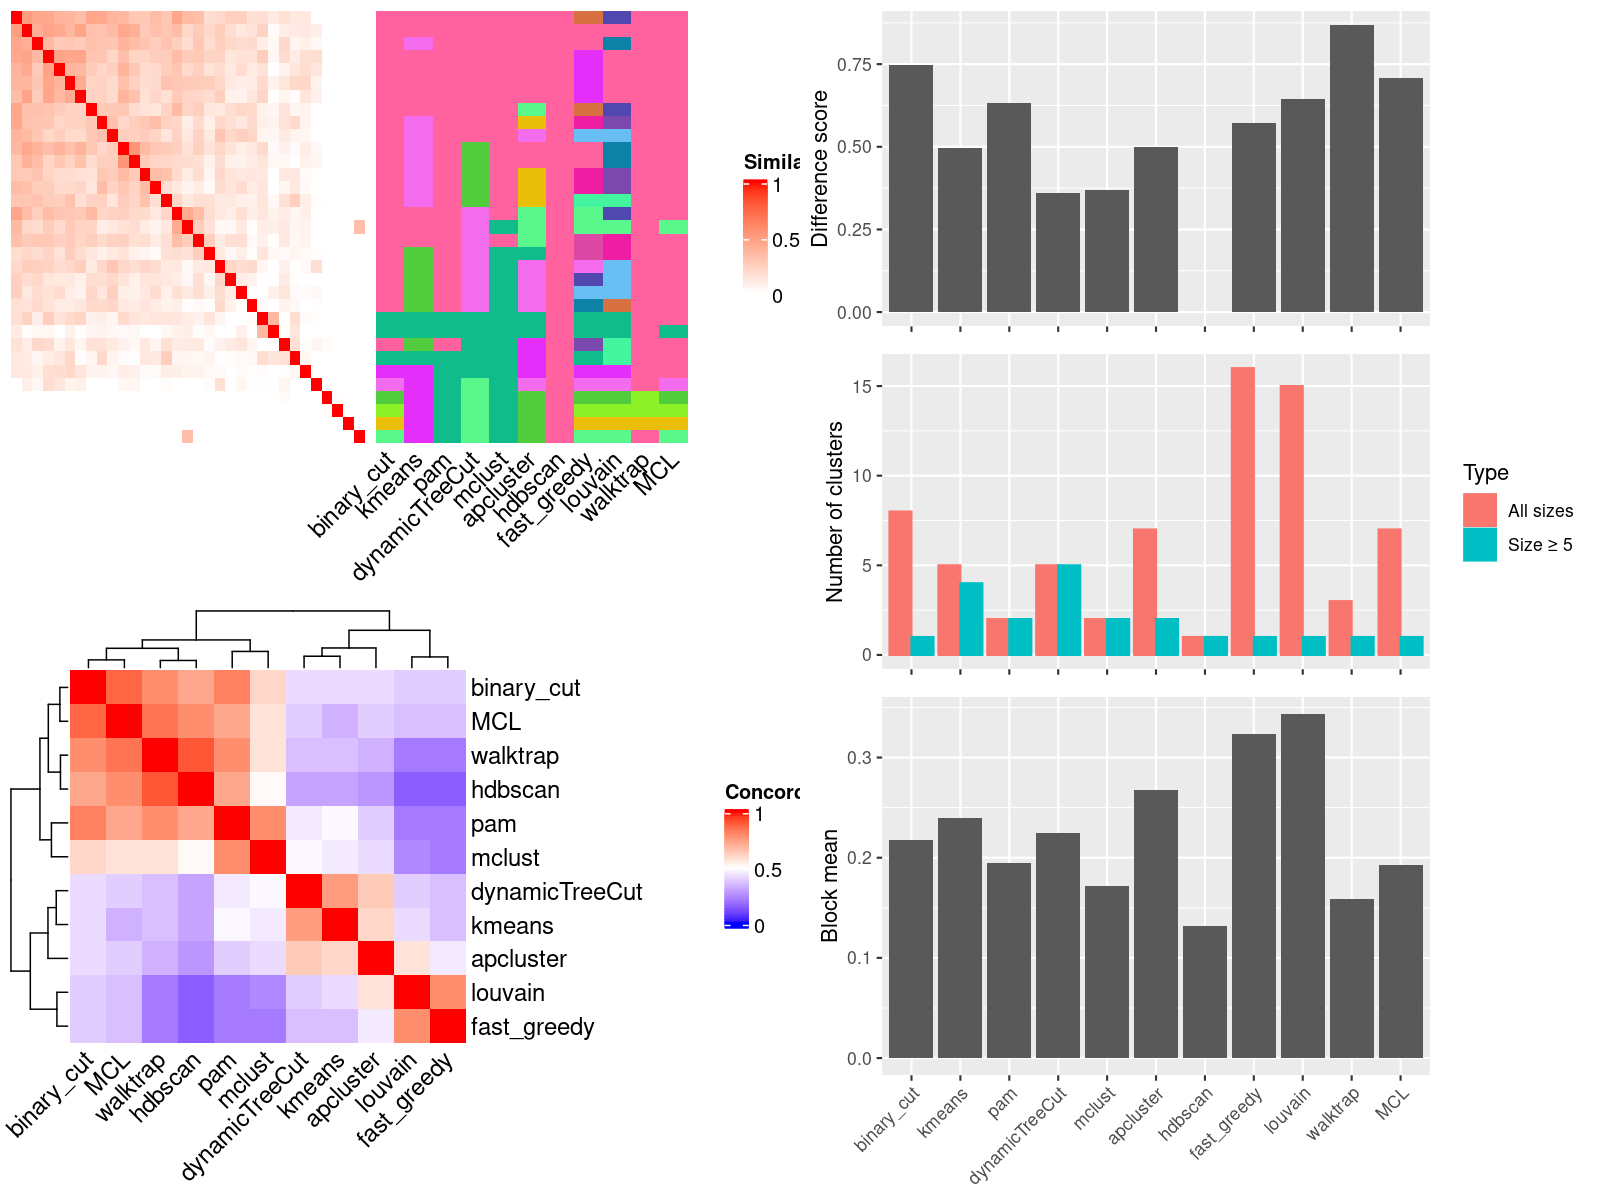 Simila
1
0.5
0
binary_cut
kmeans
pam
dynamicTreeCut
mclust
apcluster
hdbscan
fast_greedy
louvain
walktrap
MCL
Difference score
0.75
0.50
0.25
0.00
Number of clusters
15
10
5
0
Type
All sizes
Size ≥ 5
binary_cut
MCL
walktrap
hdbscan
pam
mclust
dynamicTreeCut
kmeans
apcluster
louvain
fast_greedy
binary_cut
MCL
walktrap
hdbscan
pam
mclust
dynamicTreeCut
kmeans
apcluster
louvain
fast_greedy
Concord
1
0.5
0
Block mean
0.3
0.2
0.1
0.0
binary_cut
kmeans
pam
dynamicTreeCut
mclust
apcluster
hdbscan
fast_greedy
louvain
walktrap
MCL